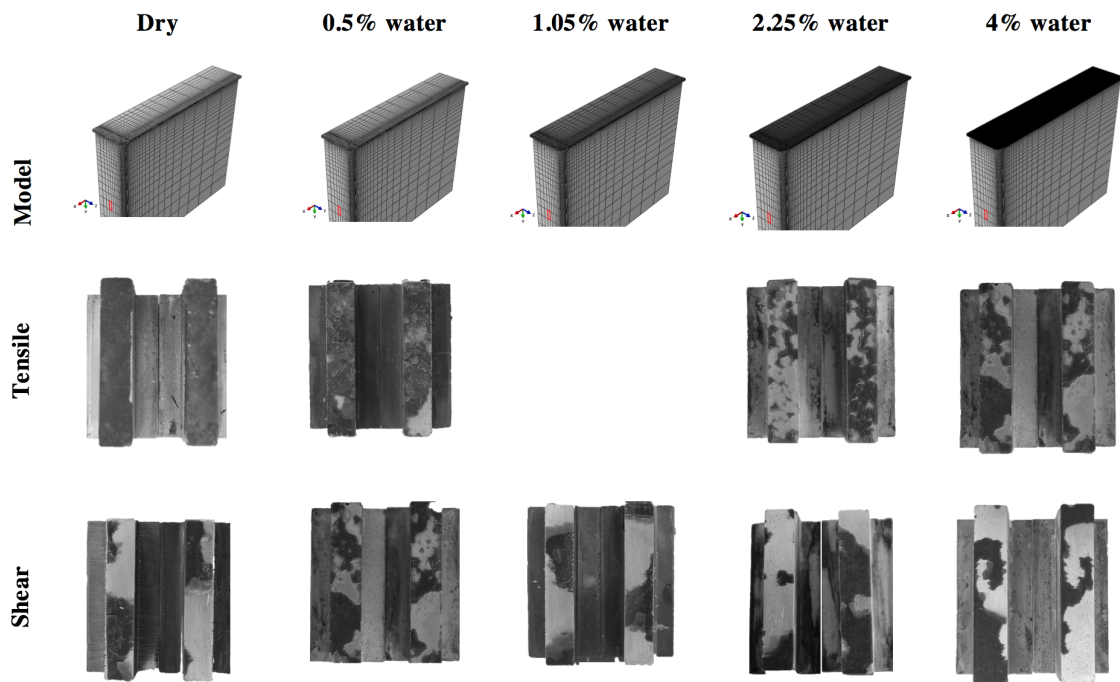 Dry 0.5% water 1.05% water 2.25% water 4% water
Model
X Z Y X Z Y X Z Y X Z Y X Z Y
Tensile
Shear